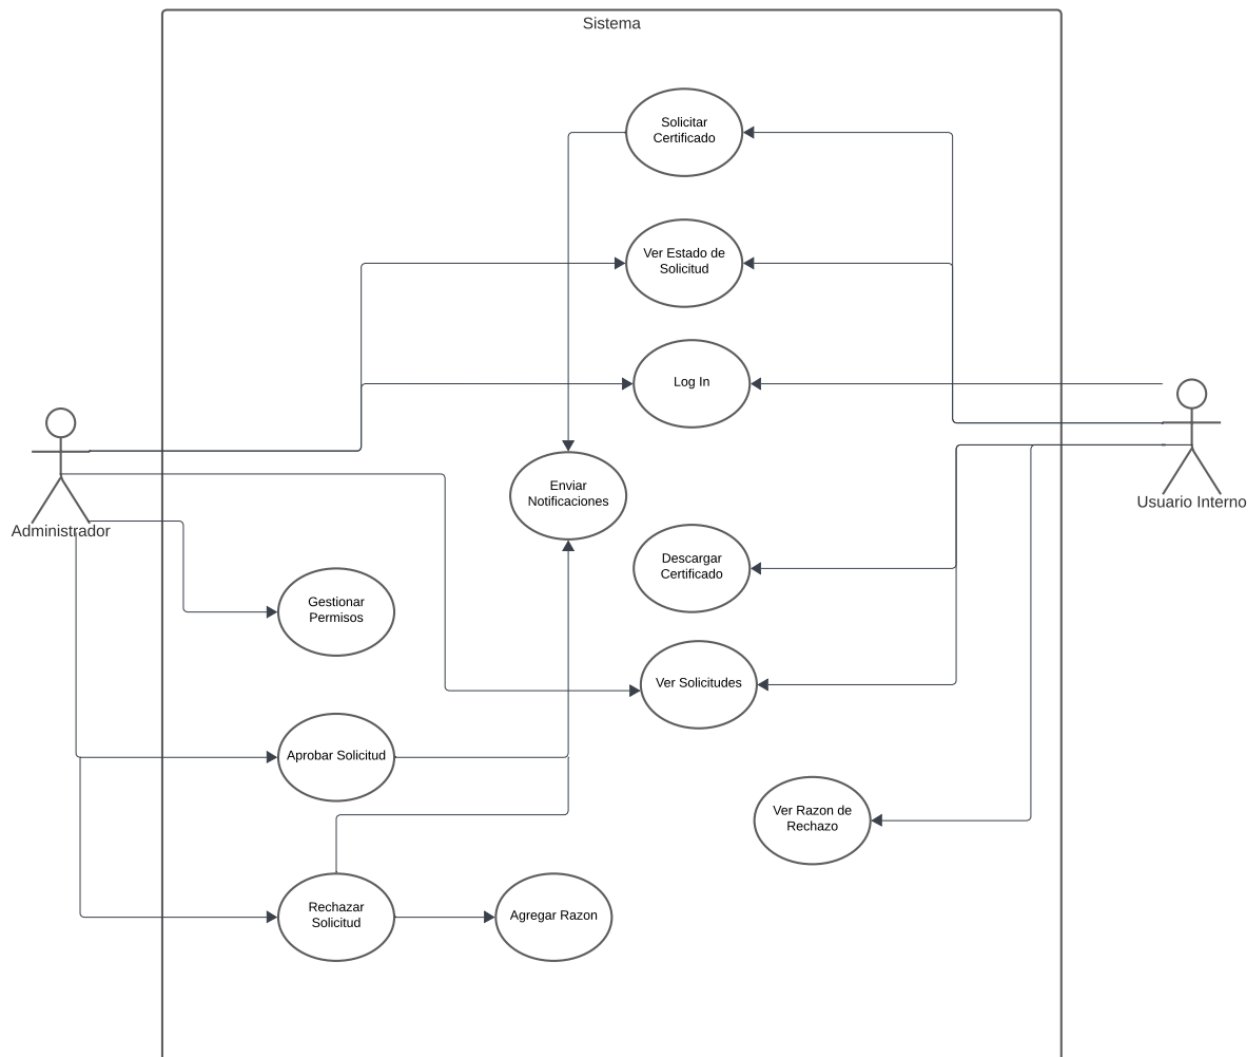 Sistema
Solicitar
Certificado
Ver Estado de
Solicitud
Log In
Enviar
Notificaciones
Usuario Interno
Administrador
Descargar
Certificado
Gestionar
Permisos
Ver Solicitudes
Aprobar Solicitud
Ver Razon de
Rechazo
Rechazar
Solicitud
Agregar Razon